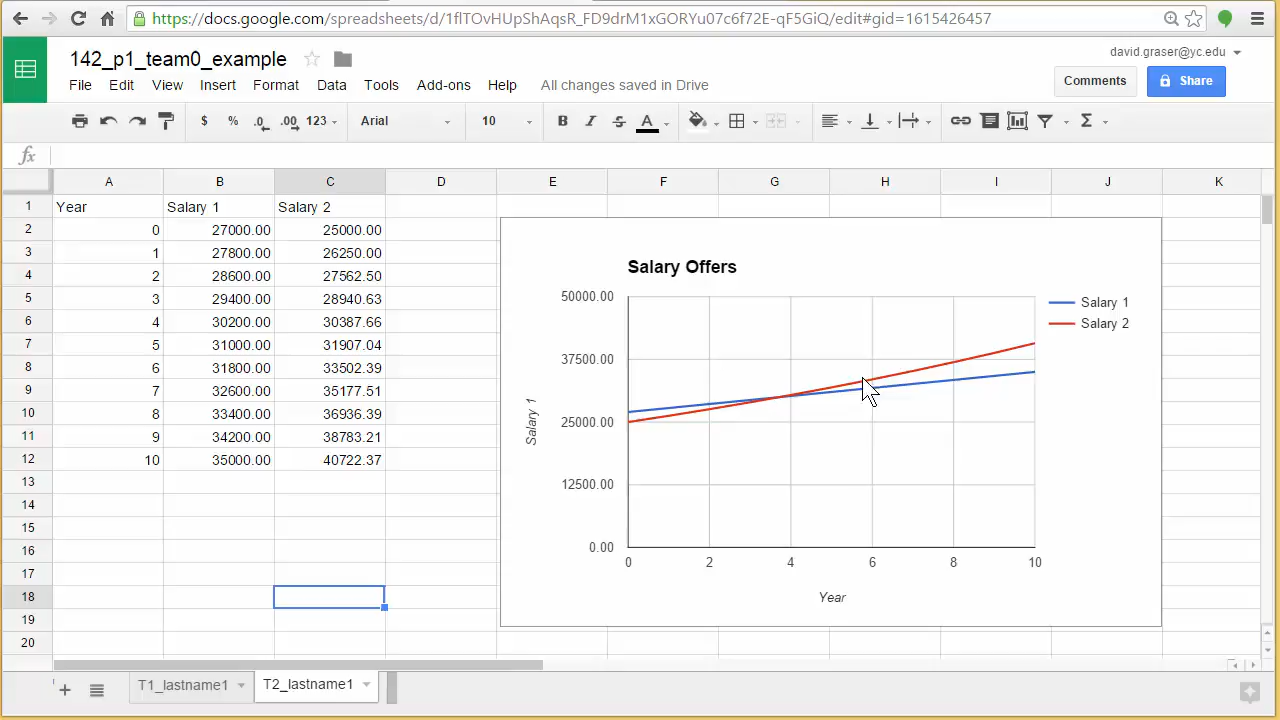 https://docs.google.com/spreadsheets/d/1flTOvHUpShAqsR_FD9drM1xGORYu07c6f72E-qF5GiQ/edit#gid=1615426457
142_p1_team0_example
david.graser@yc.edu
File Edit View Insert Format Data Tools Add-ons Help All changes saved in Drive
Comments Share
$ % .0 .00 123 Arial 10 B I S A Σ
fx
A B C D E F G H I J K
1 Year Salary 1 Salary 2
2 0 27000.00 25000.00
3 1 27800.00 26250.00
4 2 28600.00 27562.50
5 3 29400.00 28940.63
6 4 30200.00 30387.66
7 5 31000.00 31907.04
8 6 31800.00 33502.39
9 7 32600.00 35177.51
10 8 33400.00 36936.39
11 9 34200.00 38783.21
12 10 35000.00 40722.37
13
14
15
16
17
18
19
20
Salary Offers
50000.00
37500.00
25000.00
12500.00
0.00
Salary 1
0 2 4 6 8 10
Year
Salary 1
Salary 2
T1_lastname1 T2_lastname1